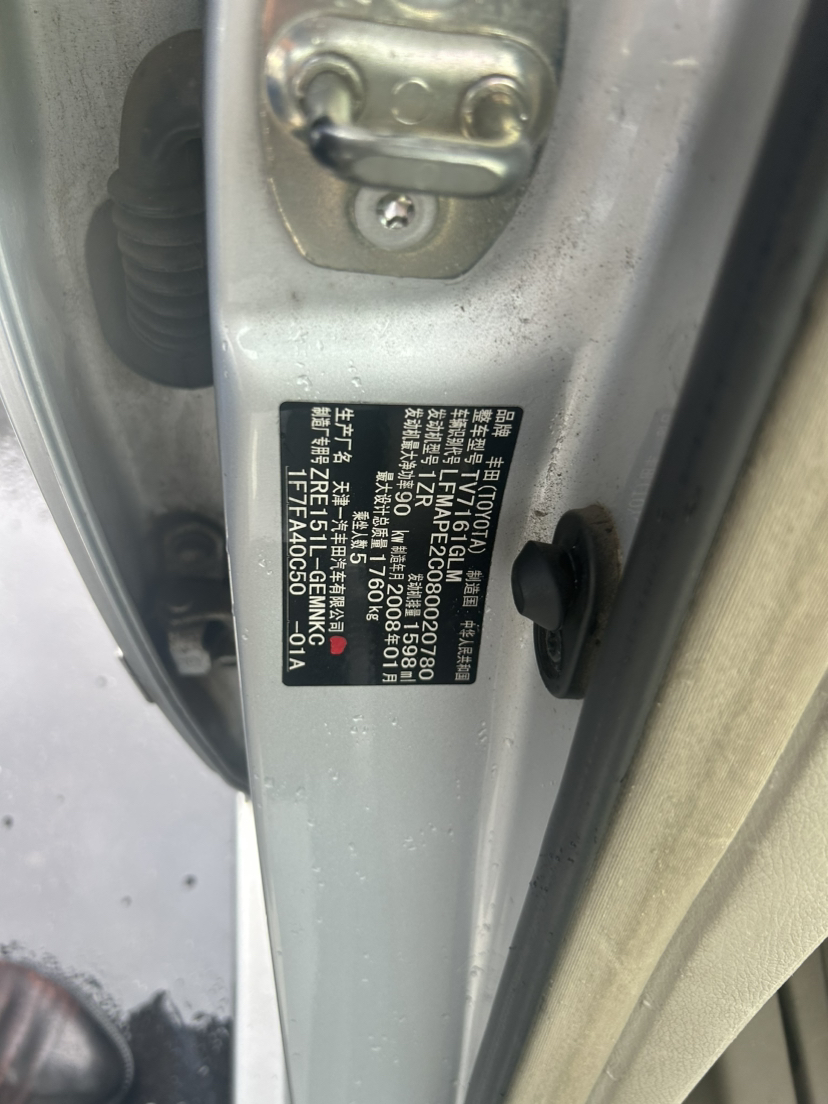 品牌 丰田(TOYOTA) 制造国 中华人民共和国
整车型号 TV7161GLM
车辆识别代号 LFMAPE2C080020780
发动机型号 1ZR 发动机排量 1598ml
发动机最大净功率 90 kW 制造年月 2008年01月
最大设计总质量 1760kg
乘坐人数 5
生产厂名 天津一汽丰田汽车有限公司
制造厂专用号 ZRE151L-GEMNKC
1F7FA40C50 -01A